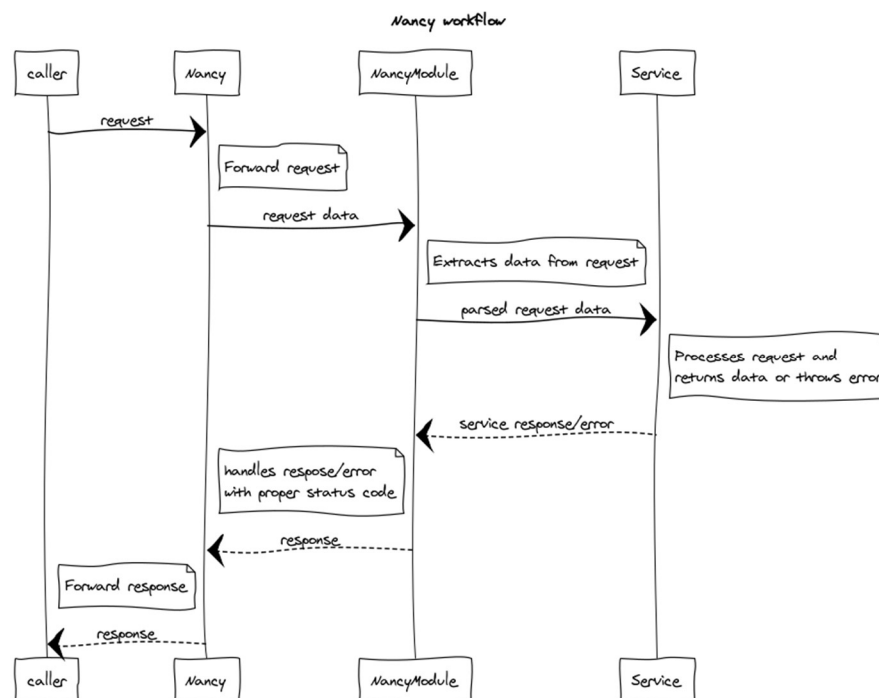 Nancy workflow
caller
Nancy
NancyModule
Service
request
Forward request
request data
Extracts data from request
parsed request data
Processes request and
returns data or throws error
service response/error
handles respose/error
with proper status code
response
Forward response
response
caller
Nancy
NancyModule
Service